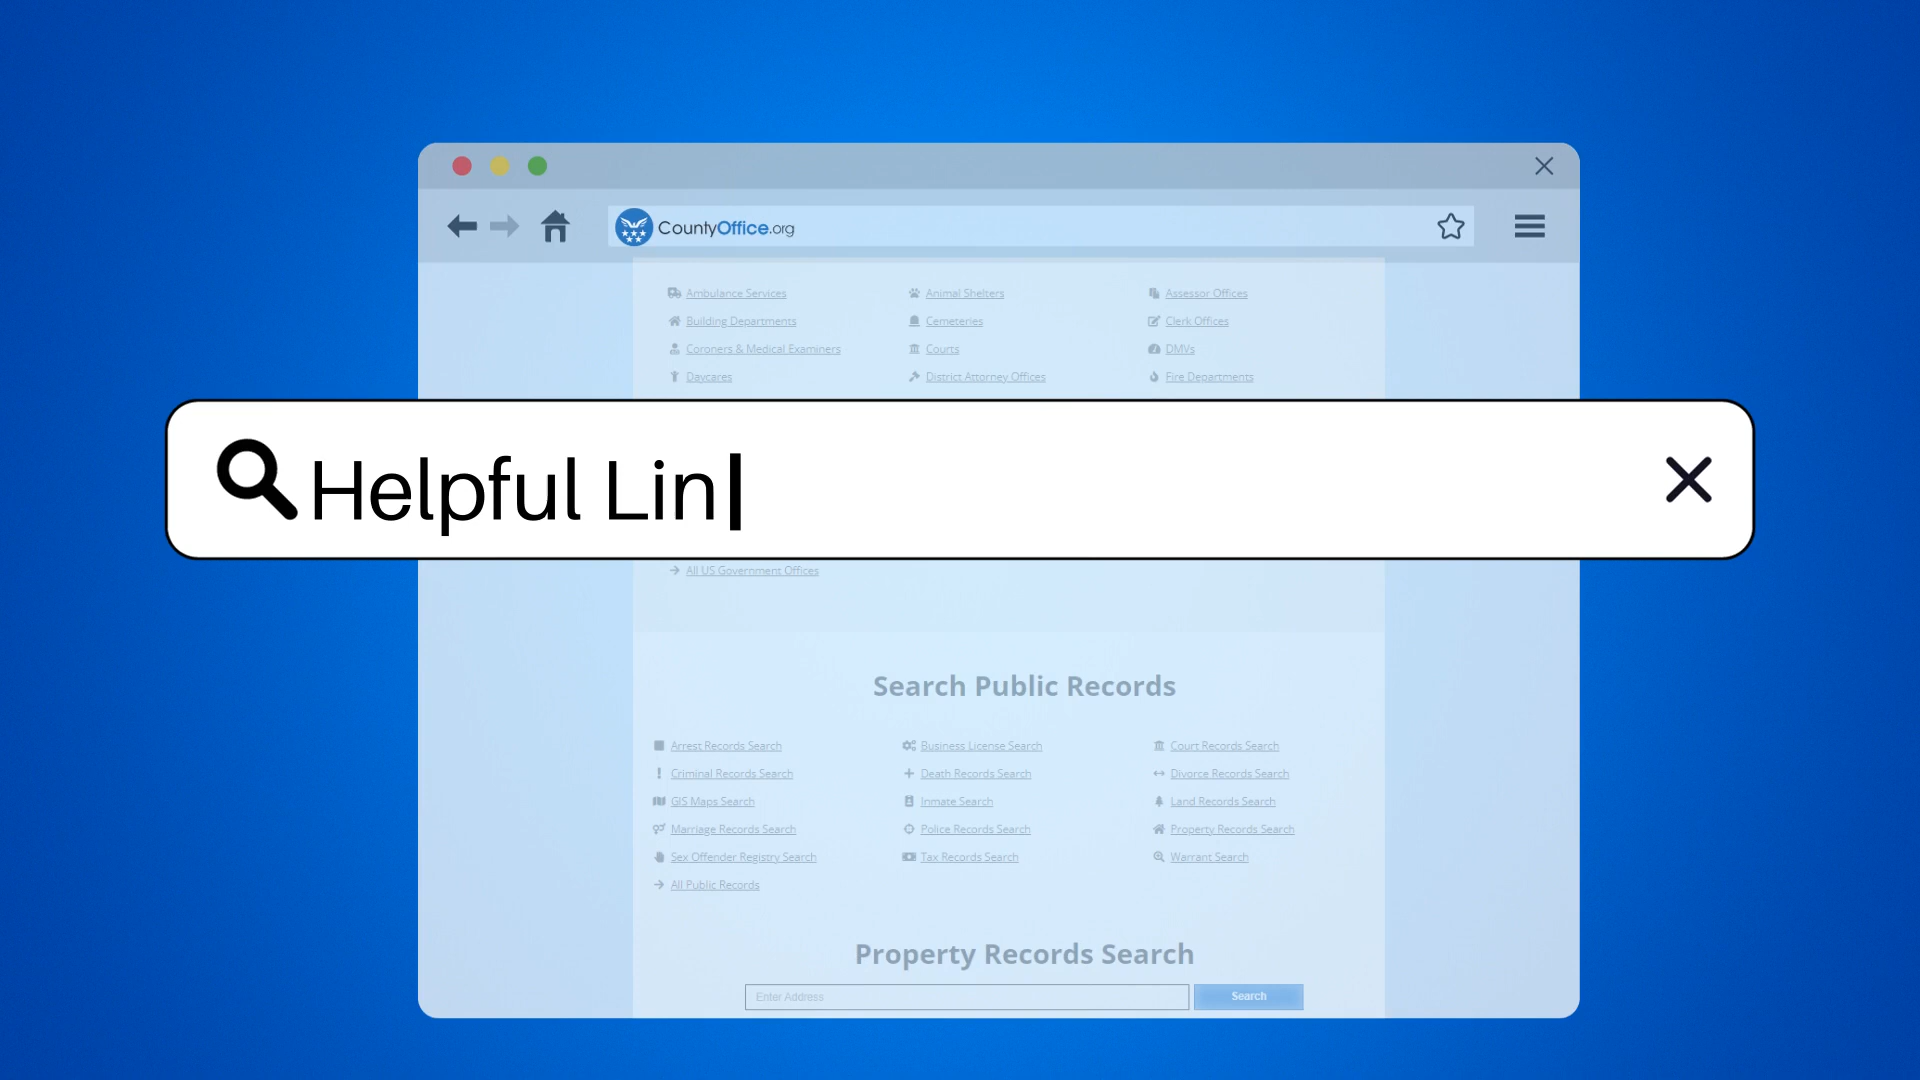 CountyOffice.org
Ambulance Services Animal Shelters Assessor Offices
Building Departments Cemeteries Clerk Offices
Coroners & Medical Examiners Courts DMVs
Daycares District Attorney Offices Fire Departments
Helpful Lin
All US Government Offices
Search Public Records
Arrest Records Search Business License Search Court Records Search
Criminal Records Search Death Records Search Divorce Records Search
GIS Maps Search Inmate Search Land Records Search
Marriage Records Search Police Records Search Property Records Search
Sex Offender Registry Search Tax Records Search Warrant Search
All Public Records
Property Records Search
Enter Address Search